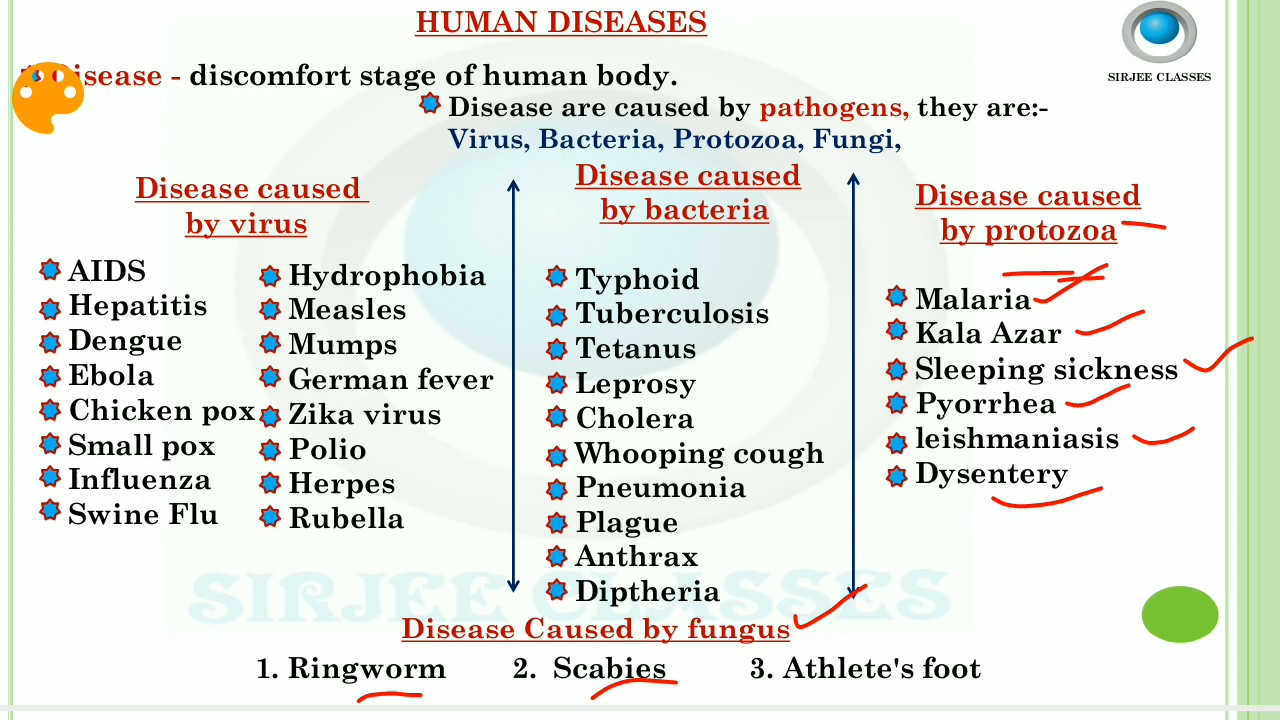 HUMAN DISEASES
SIRJEE CLASSES
Disease - discomfort stage of human body.
Disease are caused by pathogens, they are:-
Virus, Bacteria, Protozoa, Fungi,
Disease caused
by virus
AIDS
Hepatitis
Dengue
Ebola
Chicken pox
Small pox
Influenza
Swine Flu
Hydrophobia
Measles
Mumps
German fever
Zika virus
Polio
Herpes
Rubella
Disease caused
by bacteria
Typhoid
Tuberculosis
Tetanus
Leprosy
Cholera
Whooping cough
Pneumonia
Plague
Anthrax
Diptheria
Disease caused
by protozoa
Malaria
Kala Azar
Sleeping sickness
Pyorrhea
leishmaniasis
Dysentery
SIRJEE CLASSES
Disease Caused by fungus
1. Ringworm 2. Scabies 3. Athlete's foot